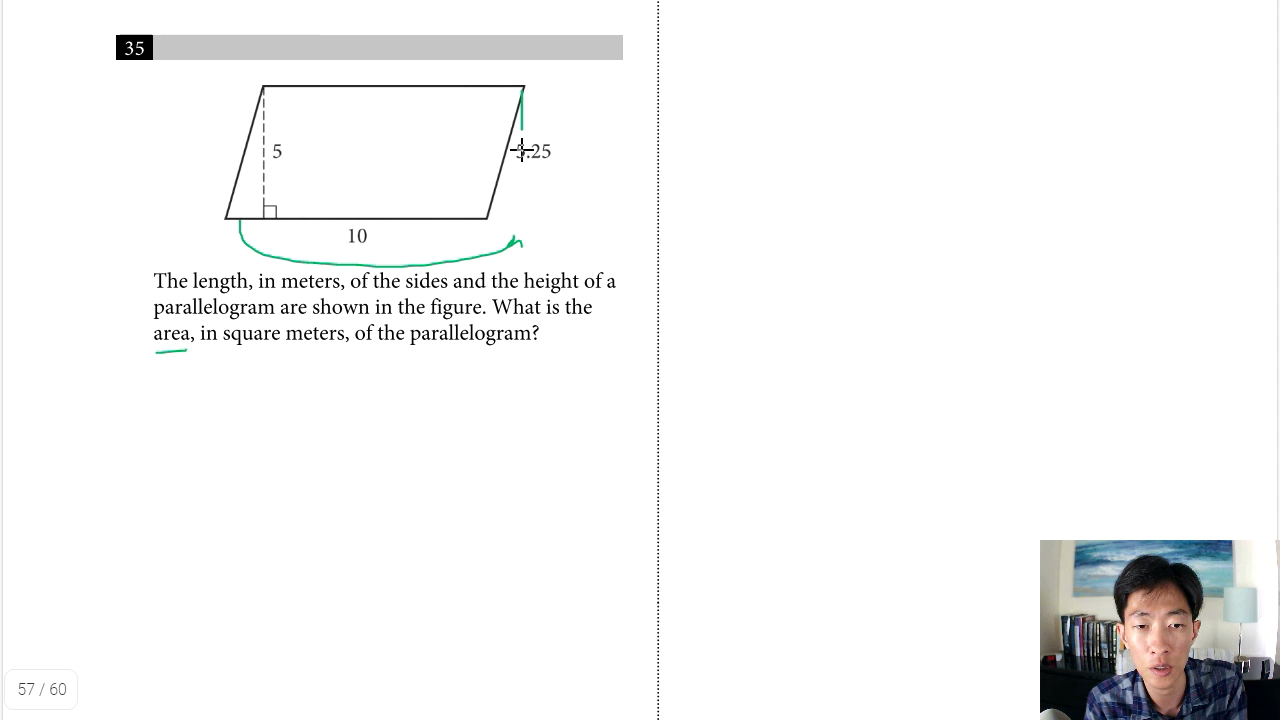 35
5
5.25
10
The length, in meters, of the sides and the height of a
parallelogram are shown in the figure. What is the
area, in square meters, of the parallelogram?
57 / 60